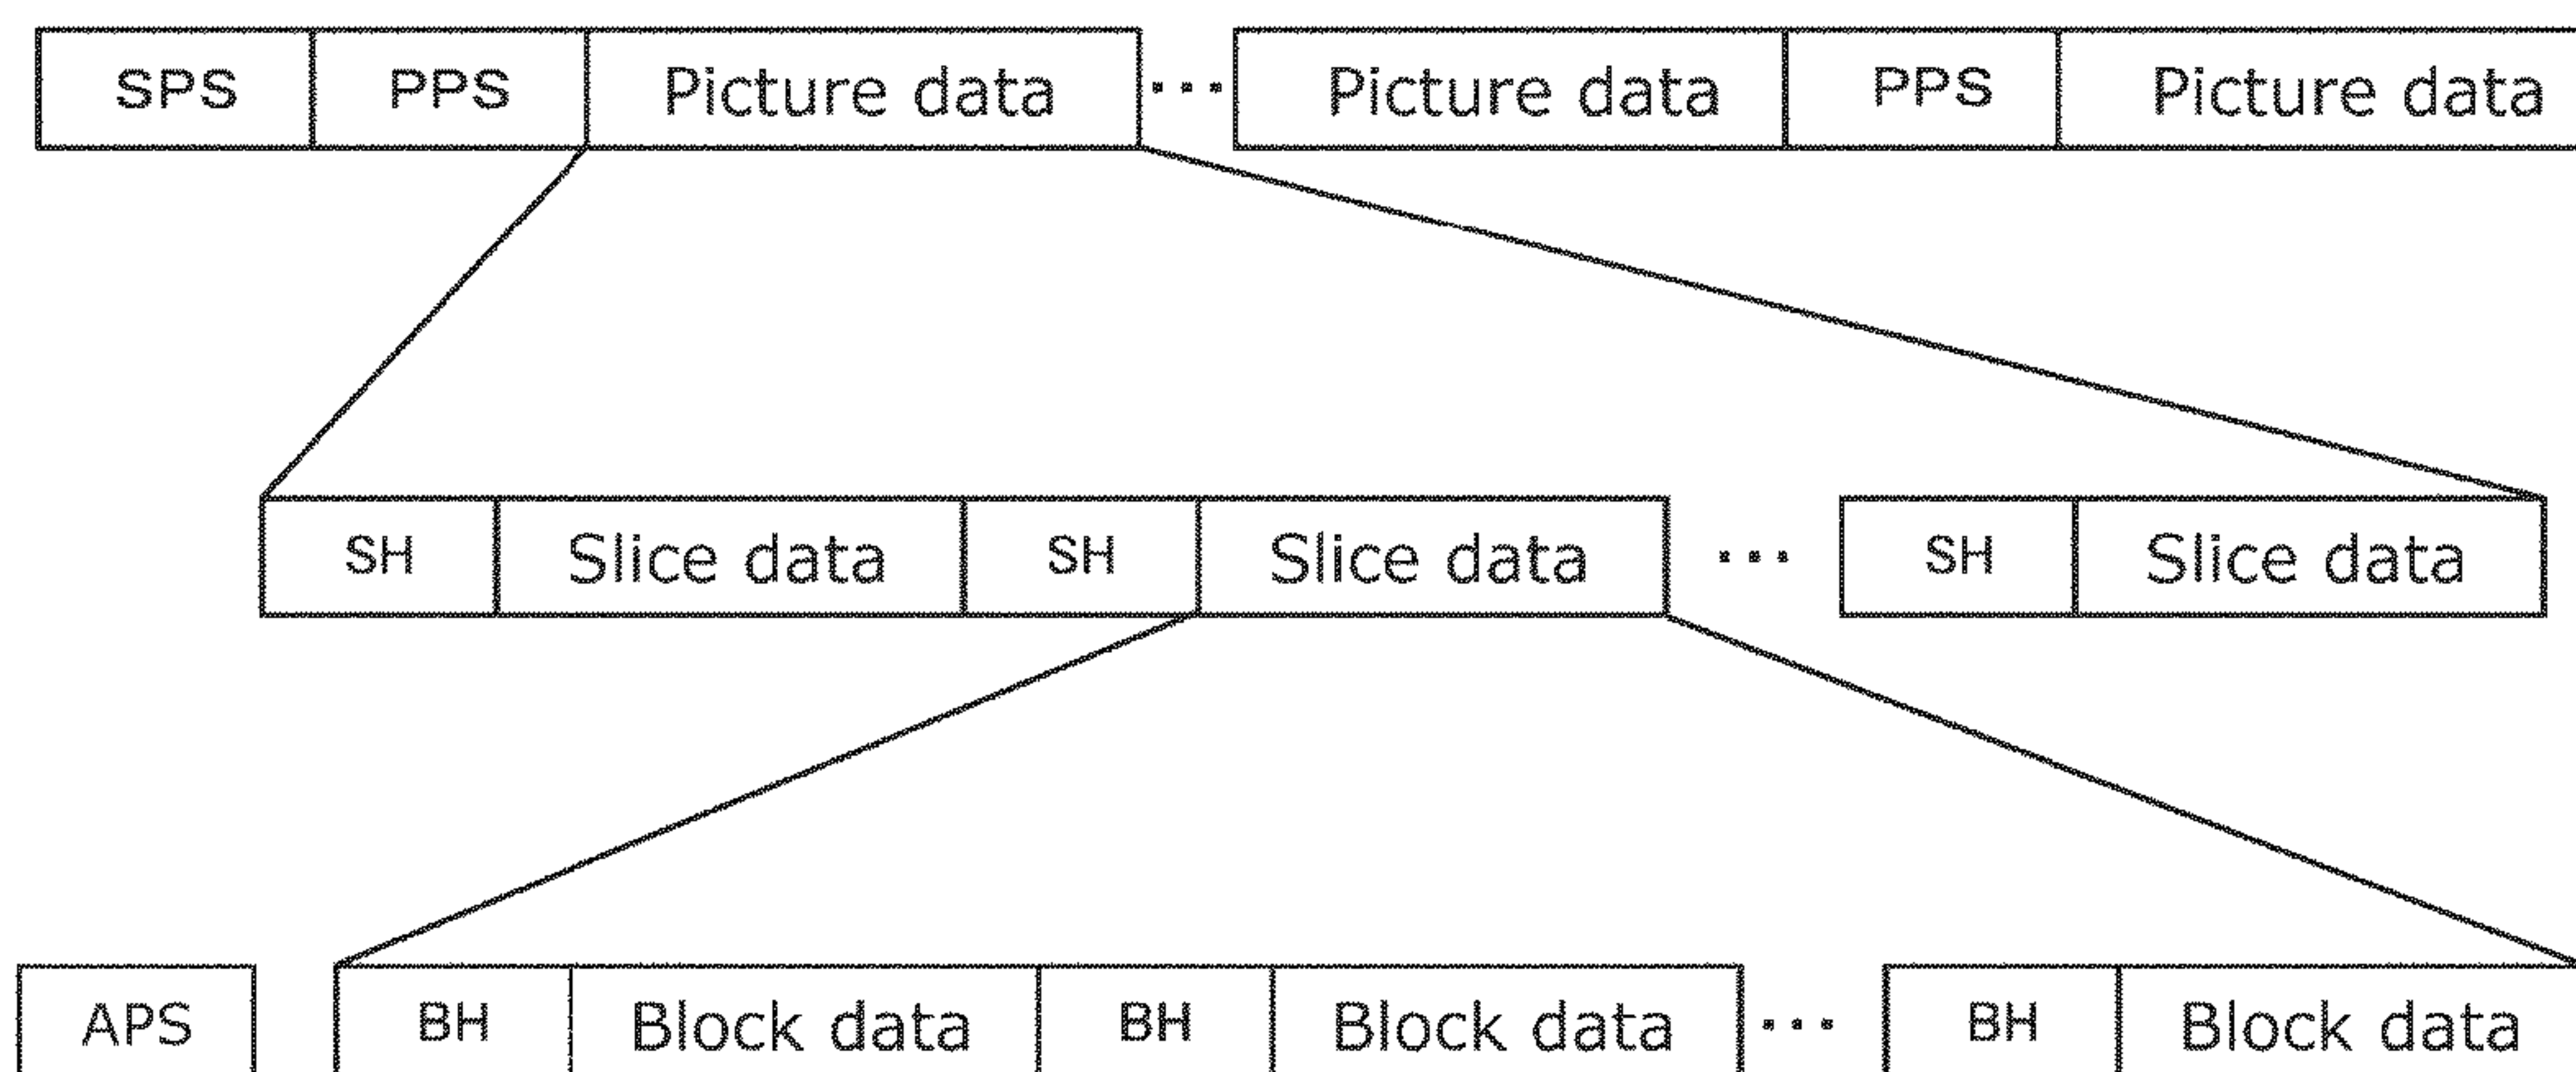 SPS PPS Picture data ... Picture data PPS Picture data
SH Slice data SH Slice data ... SH Slice data
APS BH Block data BH Block data ... BH Block data